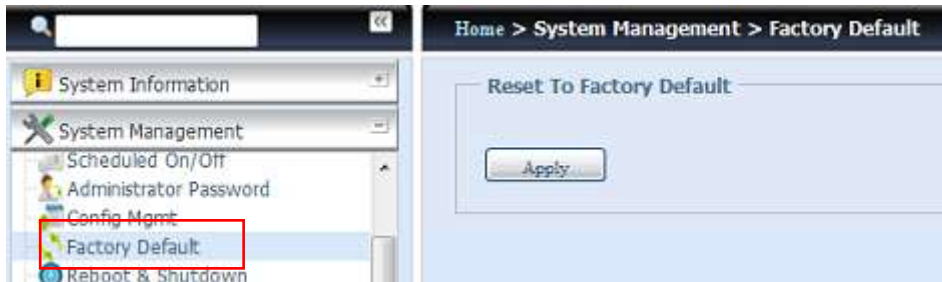 Home > System Management > Factory Default
System Information
System Management
Scheduled On/Off
Administrator Password
Config Mgmt
Factory Default
Reboot & Shutdown
Reset To Factory Default
Apply